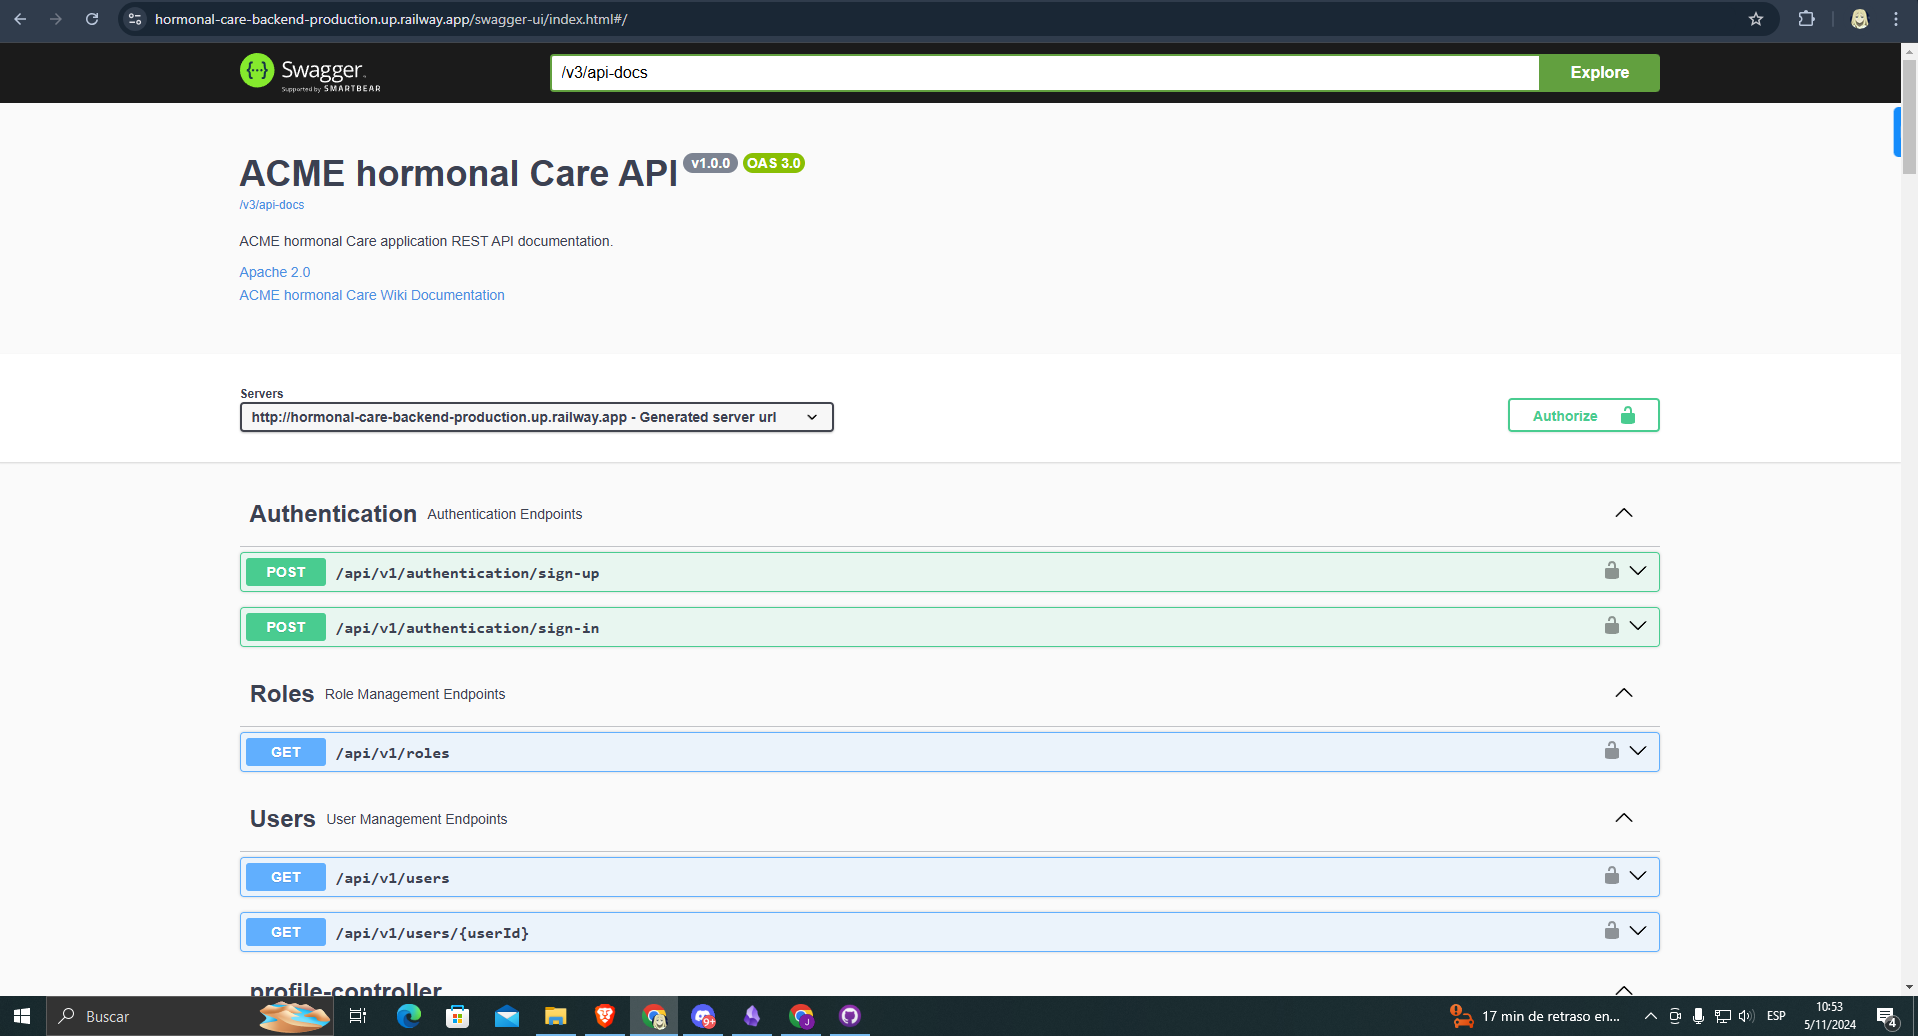 hormonal-care-backend-production.up.railway.app/swagger-ui/index.html#/
Swagger.
Supported by SMARTBEAR
/v3/api-docs
Explore
ACME hormonal Care API v1.0.0 OAS 3.0
/v3/api-docs
ACME hormonal Care application REST API documentation.
Apache 2.0
ACME hormonal Care Wiki Documentation
Servers
http://hormonal-care-backend-production.up.railway.app - Generated server url
Authorize
Authentication Authentication Endpoints
POST /api/v1/authentication/sign-up
POST /api/v1/authentication/sign-in
Roles Role Management Endpoints
GET /api/v1/roles
Users User Management Endpoints
GET /api/v1/users
GET /api/v1/users/{userId}
profile-controller
Buscar
9+
J
17 min de retraso en...
ESP
10:53
5/11/2024
4